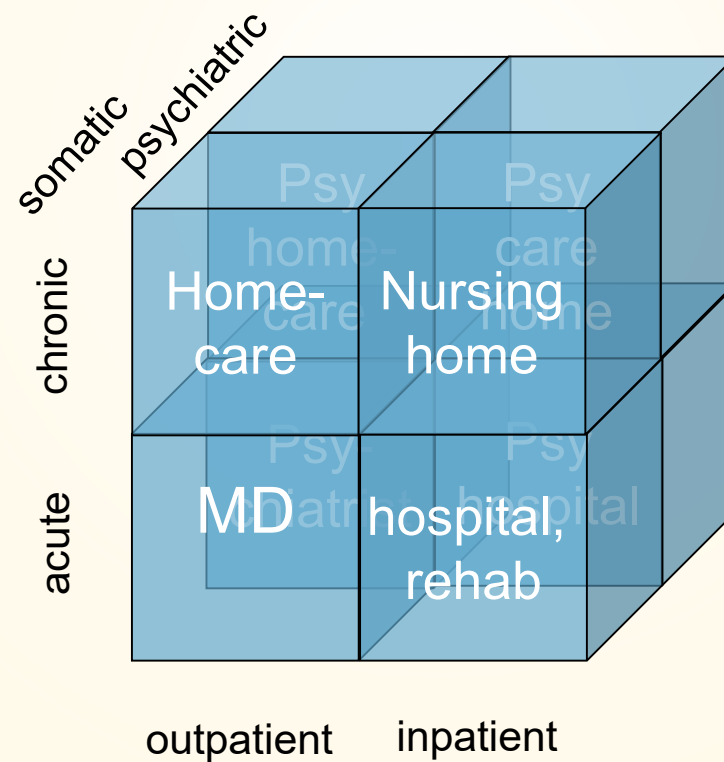 somatic
psychiatric
chronic
acute
Psy
home-
care
Psy
care
home
Home-
care
Nursing
home
Psy-
chiatrist
Psy
hospital
MD
hospital,
rehab
outpatient
inpatient